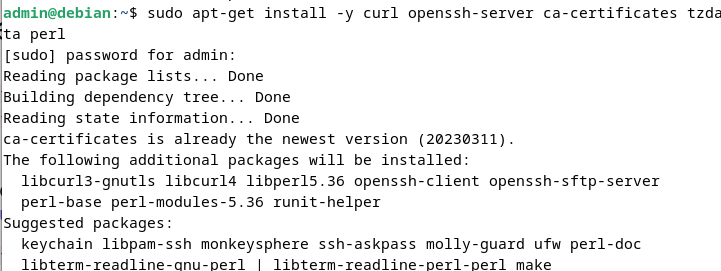 admin@debian:~$ sudo apt-get install -y curl openssh-server ca-certificates tzda
ta perl
[sudo] password for admin:
Reading package lists... Done
Building dependency tree... Done
Reading state information... Done
ca-certificates is already the newest version (20230311).
The following additional packages will be installed:
  libcurl3-gnutls libcurl4 libperl5.36 openssh-client openssh-sftp-server
  perl-base perl-modules-5.36 runit-helper
Suggested packages:
  keychain libpam-ssh monkeysphere ssh-askpass molly-guard ufw perl-doc
  libterm-readline-gnu-perl | libterm-readline-perl-perl make